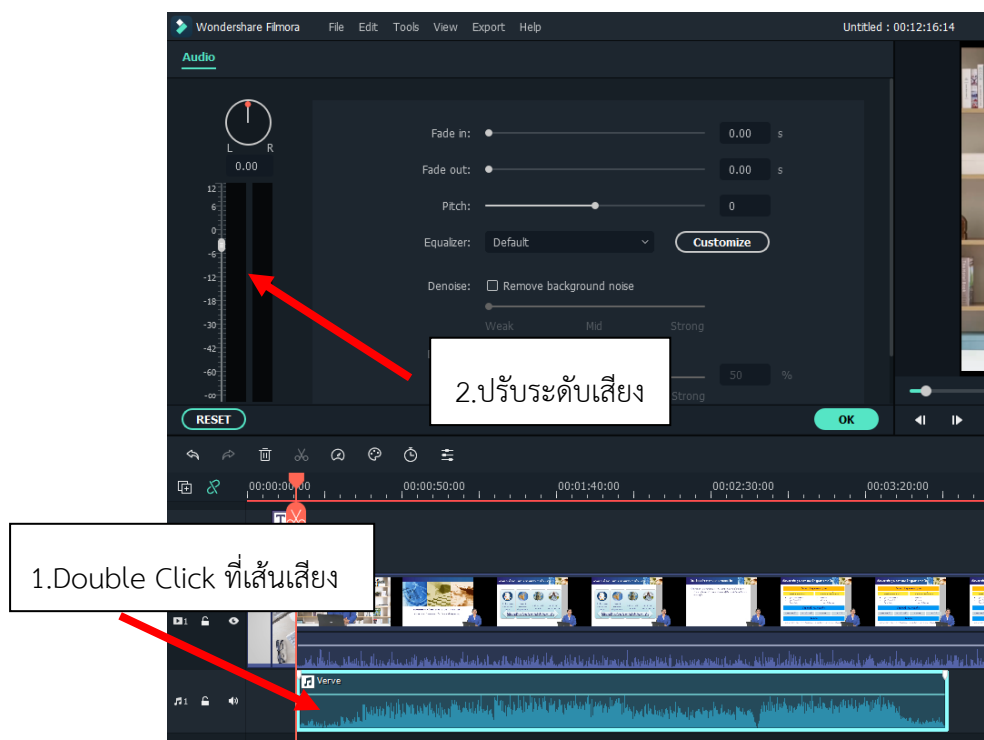 Wondershare Filmora File Edit Tools View Export Help Untitled : 00:12:16:14
Audio
L R
0.00
12
6
0
-6
-12
-18
-30
-42
-60
-∞
Fade in: 0.00 s
Fade out: 0.00 s
Pitch: 0
Equalizer: Default Customize
Denoise: Remove background noise
Weak Mid Strong
50 %
Strong
2.ปรับระดับเสียง
RESET OK
00:00:00:00 00:00:50:00 00:01:40:00 00:02:30:00 00:03:20:00
1.Double Click ที่เส้นเสียง
1
Verve
1